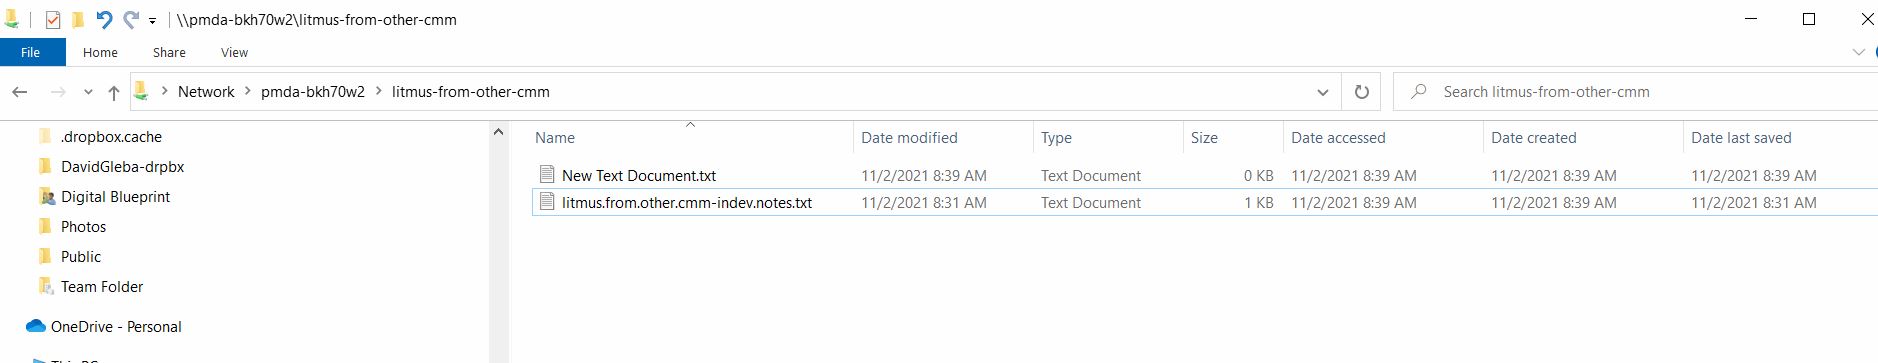 \\pmda-bkh70w2\litmus-from-other-cmm
File Home Share View
Network pmda-bkh70w2 litmus-from-other-cmm Search litmus-from-other-cmm
.dropbox.cache
DavidGleba-drpbx
Digital Blueprint
Photos
Public
Team Folder
OneDrive - Personal
Name Date modified Type Size Date accessed Date created Date last saved
New Text Document.txt 11/2/2021 8:39 AM Text Document 0 KB 11/2/2021 8:39 AM 11/2/2021 8:39 AM 11/2/2021 8:39 AM
litmus.from.other.cmm-indev.notes.txt 11/2/2021 8:31 AM Text Document 1 KB 11/2/2021 8:39 AM 11/2/2021 8:39 AM 11/2/2021 8:31 AM